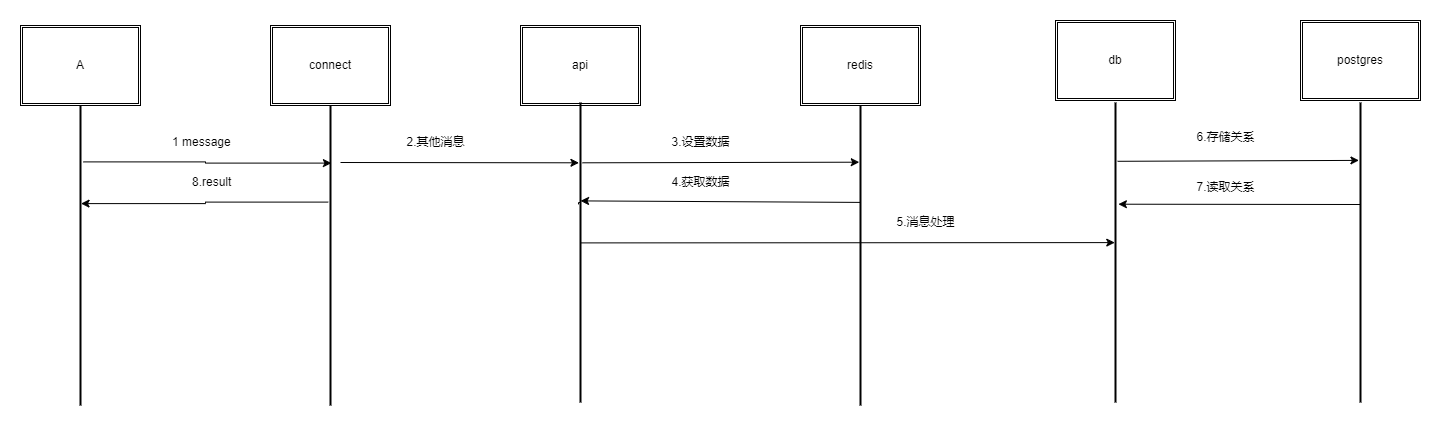 A
connect
api
redis
db
postgres
1 message
2.其他消息
3.设置数据
6.存储关系
8.result
4.获取数据
7.读取关系
5.消息处理